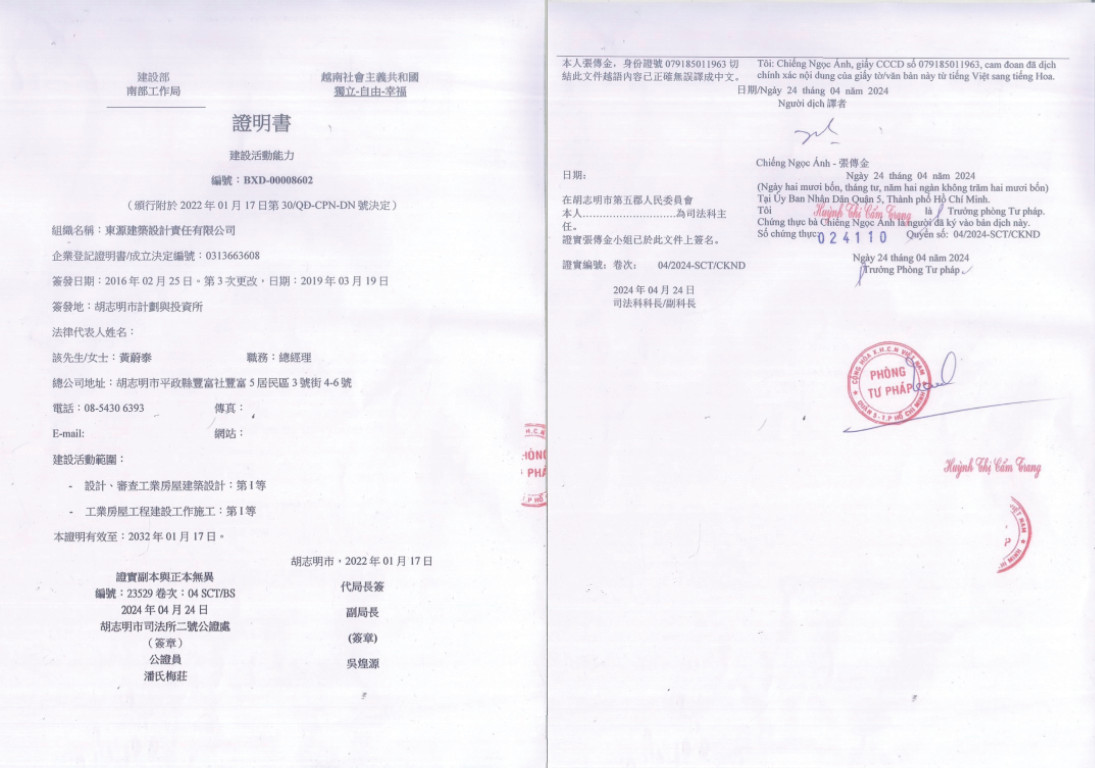 建設部
南部工作局
越南社會主義共和國
獨立-自由-幸福
證明書
建設活動能力
編號：BXD-00008602
（頒行附於 2022 年 01 月 17 日第 30/QĐ-CPN-DN 號決定）
組織名稱：東源建築設計責任有限公司
企業登記證明書/成立決定編號：0313663608
簽發日期：2016 年 02 月 25 日。第 3 次更改，日期：2019 年 03 月 19 日
簽發地：胡志明市計劃與投資所
法律代表人姓名：
該先生/女士：黃蔚泰 職務：總經理
總公司地址：胡志明市平政縣豐富社豐富 5 居民區 3 號街 4-6 號
電話：08-5430 6393 傳真：
E-mail: 網站：
建設活動範圍：
- 設計、審查工業房屋建築設計：第 I 等
- 工業房屋工程建設工作施工：第 I 等
本證明有效至：2032 年 01 月 17 日。
胡志明市，2022 年 01 月 17 日
代局長簽
副局長
(簽章)
吳煌源
證實副本與正本無異
編號：23529 卷次：04 SCT/BS
2024 年 04 月 24 日
胡志明市司法所二號公證處
（簽章）
公證員
潘氏梅莊
本人張傳金，身份證號 079185011963 切
結此文件越語內容已正確無誤譯成中文。
Tôi: Chiếng Ngọc Ánh, giấy CCCD số 079185011963, cam đoan đã dịch
chính xác nội dung của giấy tờ/văn bản này từ tiếng Việt sang tiếng Hoa.
日期/Ngày 24 tháng 04 năm 2024
Người dịch 譯者
Chiếng Ngọc Ánh - 張傳金
日期:
在胡志明市第五郡人民委員會
本人............................為司法科主
任。
證實張傳金小姐已於此文件上簽名。
證實編號：卷次： 04/2024-SCT/CKND
2024 年 04 月 24 日
司法科科長/副科長
Ngày 24 tháng 04 năm 2024
(Ngày hai mươi bốn, tháng tư, năm hai ngàn không trăm hai mươi bốn)
Tại Ủy Ban Nhân Dân Quận 5, Thành phố Hồ Chí Minh.
Tôi Huỳnh Thị Cẩm Trang là Trưởng phòng Tư pháp.
Chứng thực bà Chiếng Ngọc Ánh là người đã ký vào bản dịch này.
Số chứng thực: 024110 Quyển số: 04/2024-SCT/CKND
Ngày 24 tháng 04 năm 2024
Trưởng Phòng Tư pháp
CỘNG HÒA X.H.C.N VIỆT NAM
PHÒNG
TƯ PHÁP
QUẬN 5 - T.P HỒ CHÍ MINH
Huỳnh Thị Cẩm Trang